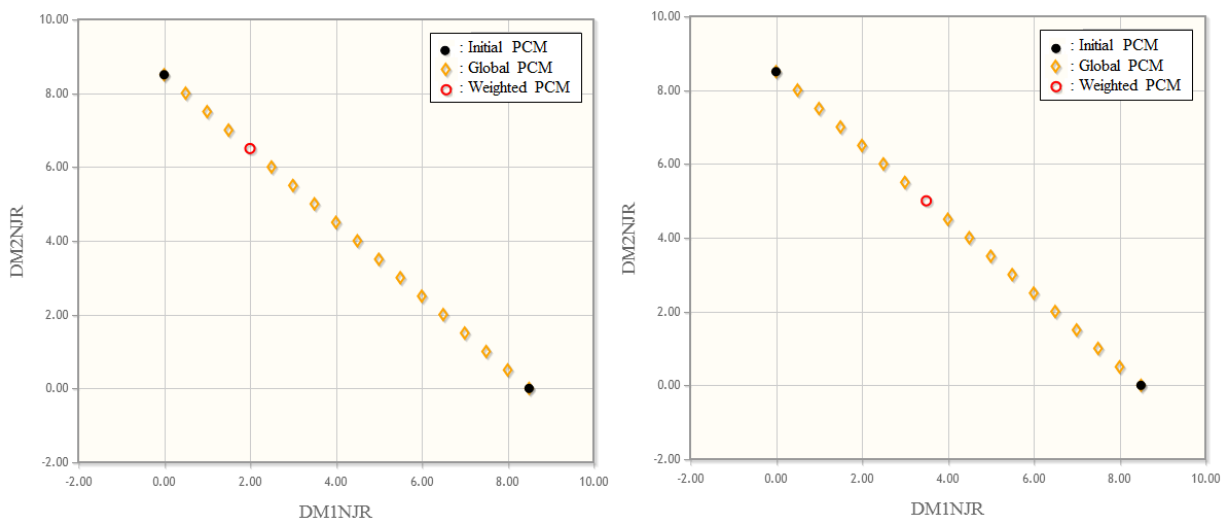 10.00
8.00
6.00
4.00
2.00
0.00
-2.00
-2.00 0.00 2.00 4.00 6.00 8.00 10.00
DM2NJR
DM1NJR
: Initial PCM
: Global PCM
: Weighted PCM
10.00
8.00
6.00
4.00
2.00
0.00
-2.00
-2.00 0.00 2.00 4.00 6.00 8.00 10.00
DM2NJR
DM1NJR
: Initial PCM
: Global PCM
: Weighted PCM